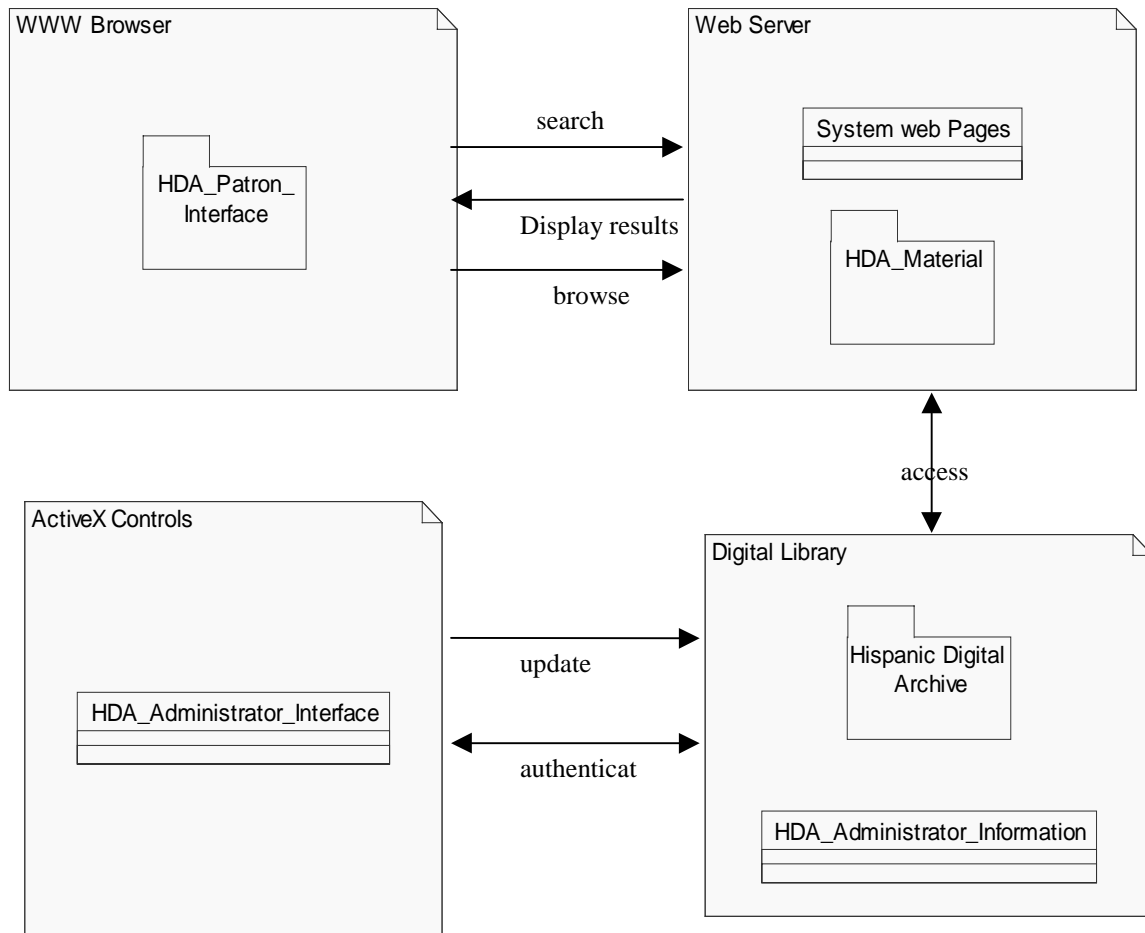 WWW Browser
HDA_Patron_
Interface
search
Display results
browse
Web Server
System web Pages
HDA_Material
access
ActiveX Controls
HDA_Administrator_Interface
update
authenticat
Digital Library
Hispanic Digital
Archive
HDA_Administrator_Information